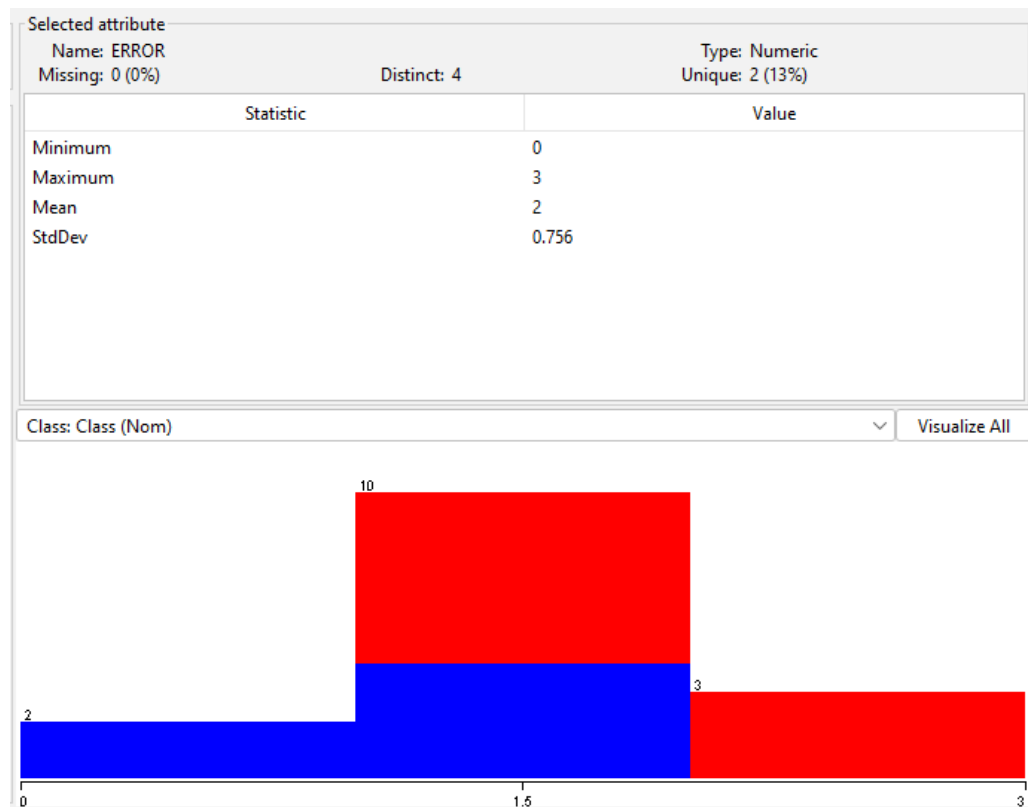 Selected attribute
Name: ERROR Type: Numeric
Missing: 0 (0%) Distinct: 4 Unique: 2 (13%)
Statistic Value
Minimum 0
Maximum 3
Mean 2
StdDev 0.756
Class: Class (Nom) Visualize All
10
3
2
0 1.5 3